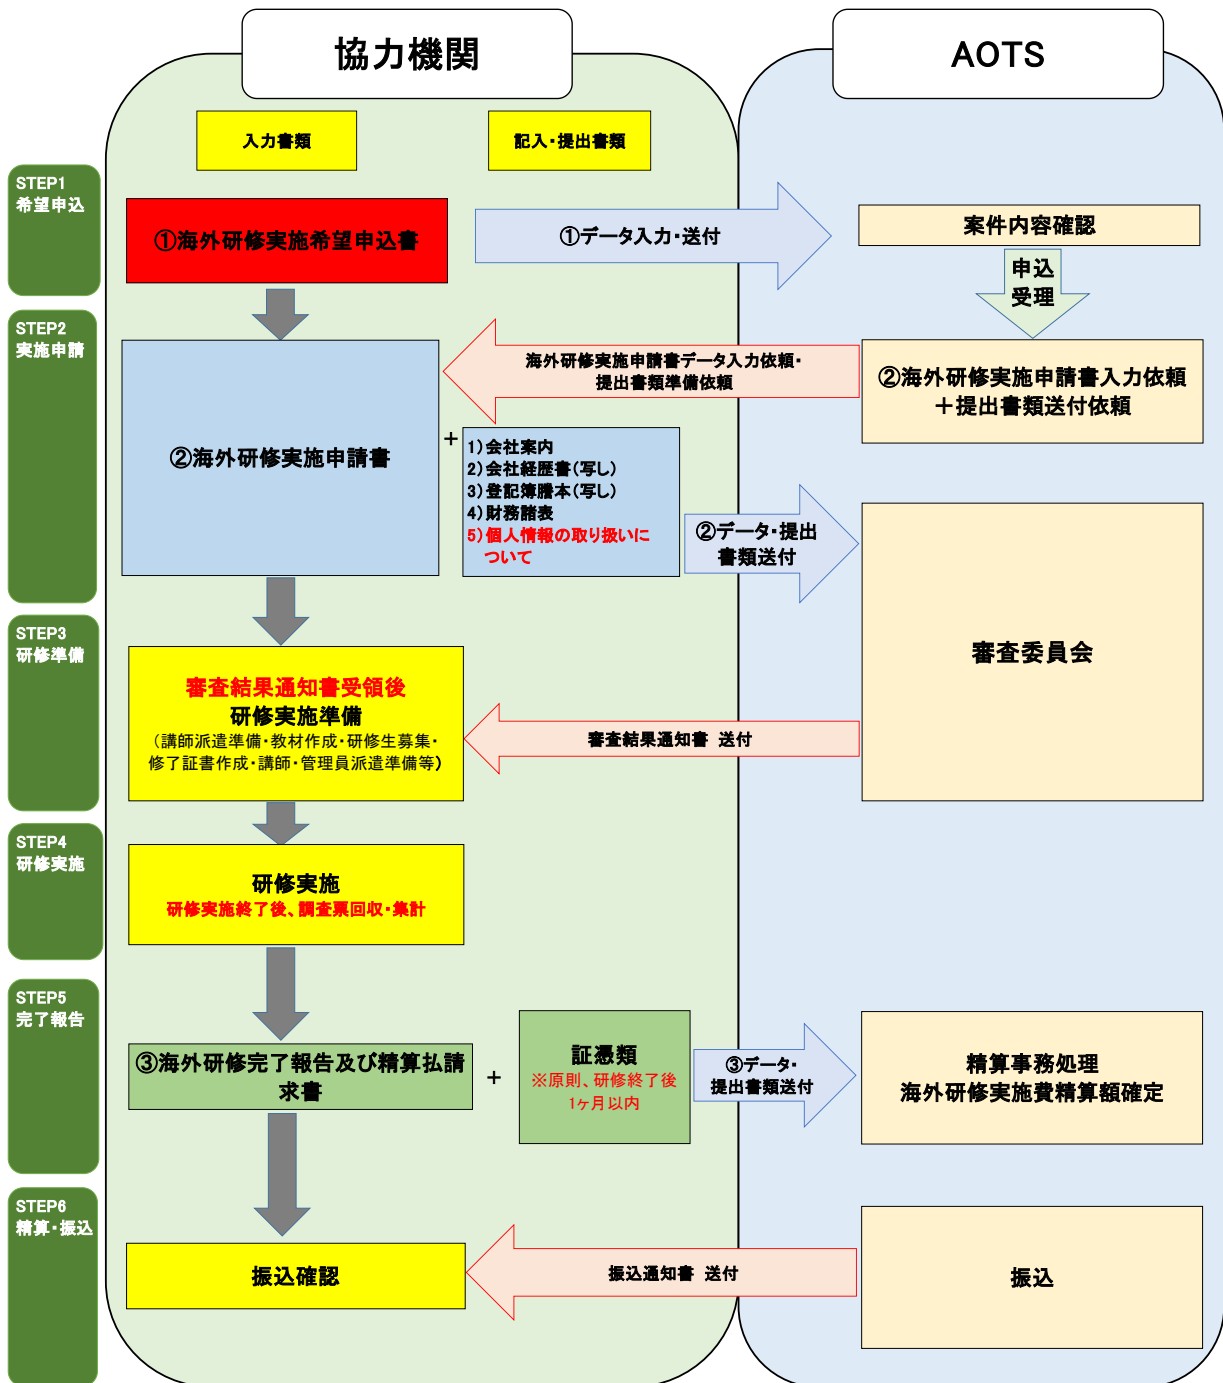 協力機関
AOTS
入力書類
記入・提出書類
STEP1
希望申込
①海外研修実施希望申込書
①データ入力・送付
案件内容確認
申込
受理
STEP2
実施申請
海外研修実施申請書データ入力依頼・
提出書類準備依頼
②海外研修実施申請書入力依頼
＋提出書類送付依頼
②海外研修実施申請書
+
1）会社案内
2）会社経歴書（写し）
3）登記簿謄本（写し）
4）財務諸表
5）個人情報の取り扱いに
ついて
②データ・提出
書類送付
STEP3
研修準備
審査委員会
審査結果通知書受領後
研修実施準備
（講師派遣準備・教材作成・研修生募集・
修了証書作成・講師・管理員派遣準備等）
審査結果通知書 送付
STEP4
研修実施
研修実施
研修実施終了後、調査票回収・集計
STEP5
完了報告
③海外研修完了報告及び精算払請
求書
+
証憑類
※原則、研修終了後
1ヶ月以内
③データ・
提出書類送付
精算事務処理
海外研修実施費精算額確定
STEP6
精算・振込
振込確認
振込通知書 送付
振込